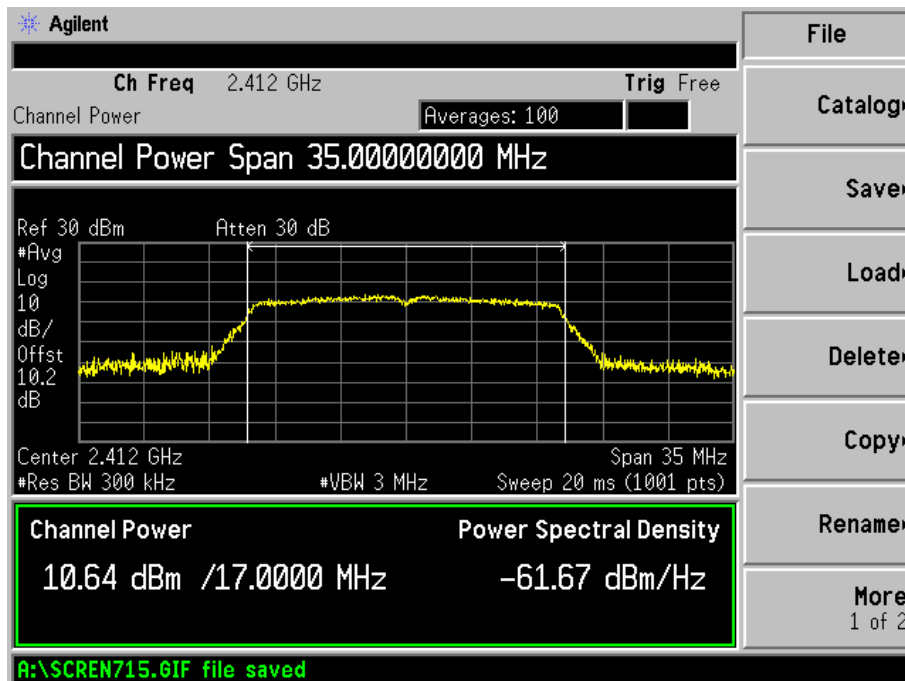 Agilent
File
Ch Freq 2.412 GHz Trig Free
Channel Power Averages: 100
Catalog
Channel Power Span 35.00000000 MHz
Save
Ref 30 dBm Atten 30 dB
#Avg
Log
10
dB/
Offst
10.2
dB
Load
Delete
Copy
Center 2.412 GHz Span 35 MHz
#Res BW 300 kHz #VBW 3 MHz Sweep 20 ms (1001 pts)
Channel Power Power Spectral Density
10.64 dBm /17.0000 MHz -61.67 dBm/Hz
Rename
More
1 of 2
A:\SCREN715.GIF file saved